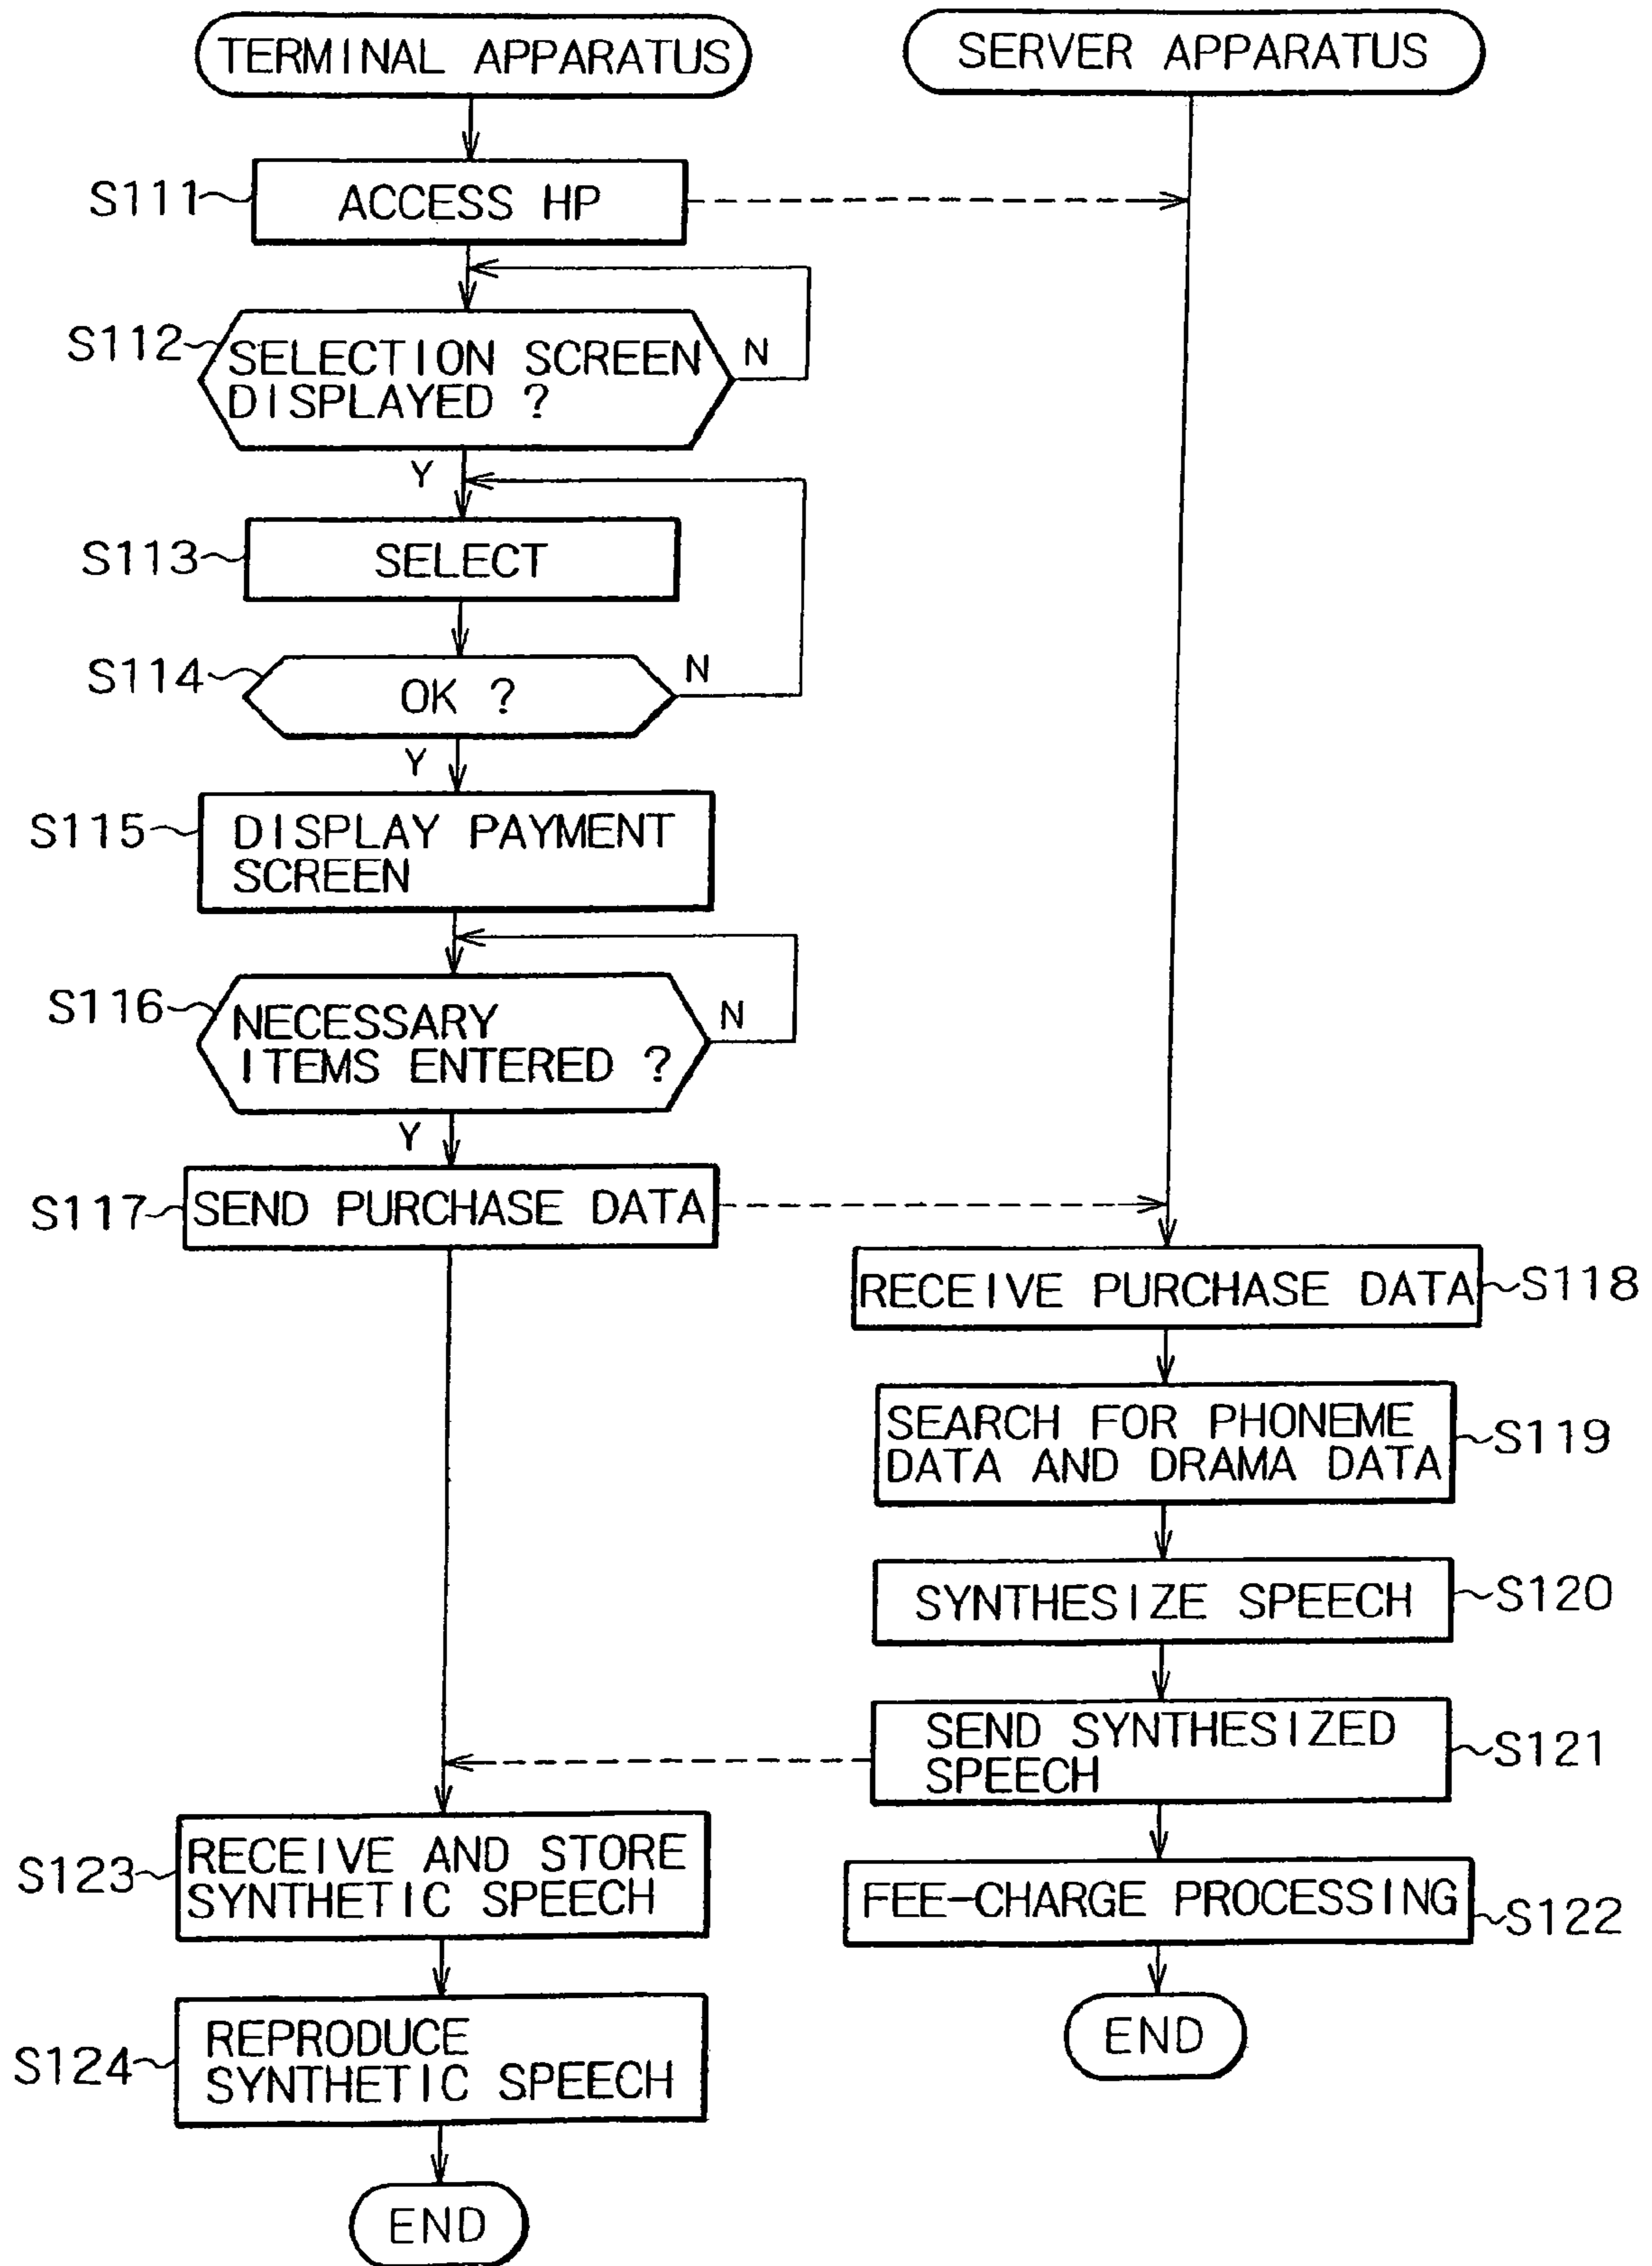 TERMINAL APPARATUS
SERVER APPARATUS
S111
ACCESS HP
S112
SELECTION SCREEN
DISPLAYED ?
N
Y
S113
SELECT
S114
OK ?
N
Y
S115
DISPLAY PAYMENT
SCREEN
S116
NECESSARY
ITEMS ENTERED ?
N
Y
S117
SEND PURCHASE DATA
RECEIVE PURCHASE DATA
S118
SEARCH FOR PHONEME
DATA AND DRAMA DATA
S119
SYNTHESIZE SPEECH
S120
SEND SYNTHESIZED
SPEECH
S121
S123
RECEIVE AND STORE
SYNTHETIC SPEECH
FEE-CHARGE PROCESSING
S122
S124
REPRODUCE
SYNTHETIC SPEECH
END
END